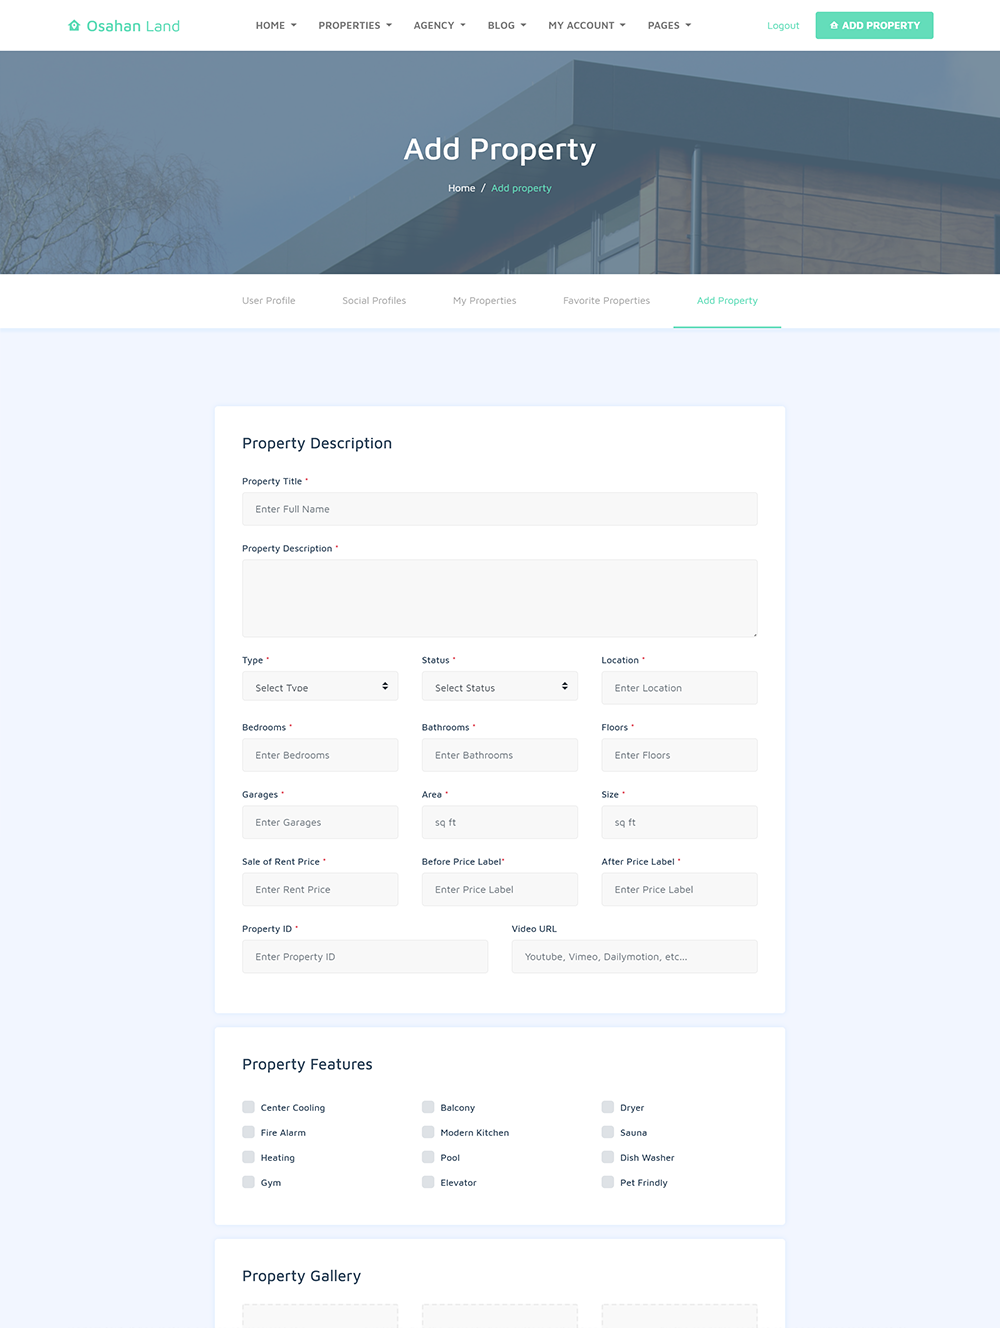 Osahan Land HOME PROPERTIES AGENCY BLOG MY ACCOUNT PAGES Logout ADD PROPERTY
Add Property
Home / Add property
User Profile Social Profiles My Properties Favorite Properties Add Property
Property Description
Property Title *
Enter Full Name
Property Description *
Type * Status * Location *
Select Type Select Status Enter Location
Bedrooms * Bathrooms * Floors *
Enter Bedrooms Enter Bathrooms Enter Floors
Garages * Area * Size *
Enter Garages sq ft sq ft
Sale of Rent Price * Before Price Label* After Price Label *
Enter Rent Price Enter Price Label Enter Price Label
Property ID * Video URL
Enter Property ID Youtube, Vimeo, Dailymotion, etc...
Property Features
Center Cooling Balcony Dryer
Fire Alarm Modern Kitchen Sauna
Heating Pool Dish Washer
Gym Elevator Pet Frindly
Property Gallery